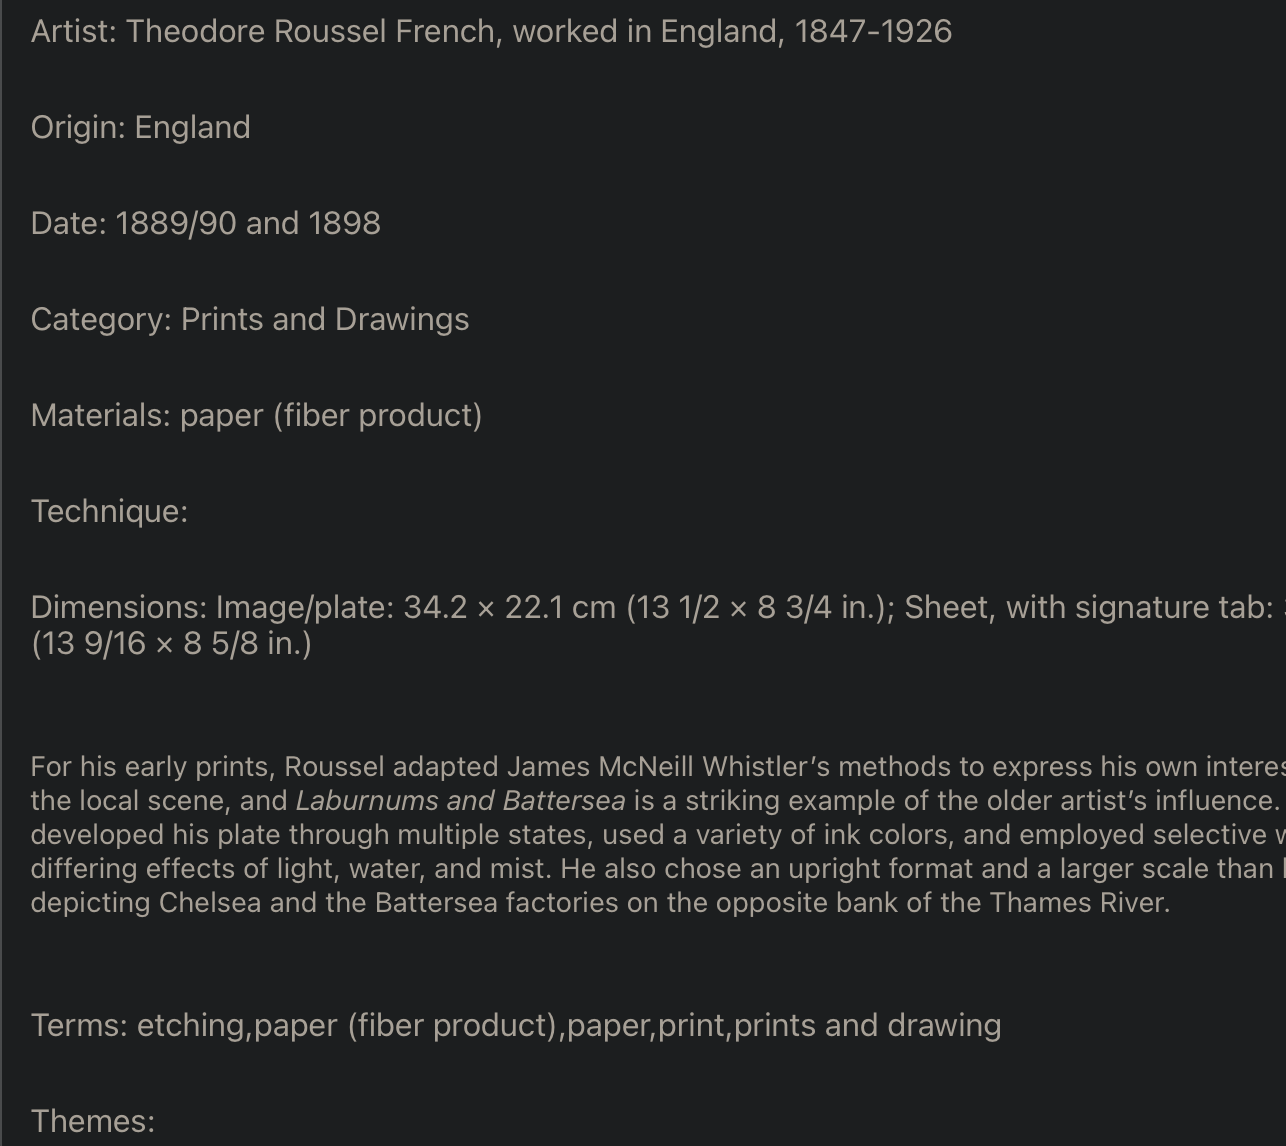 Artist: Theodore Roussel French, worked in England, 1847-1926
Origin: England
Date: 1889/90 and 1898
Category: Prints and Drawings
Materials: paper (fiber product)
Technique:
Dimensions: Image/plate: 34.2 × 22.1 cm (13 1/2 × 8 3/4 in.); Sheet, with signature tab:
(13 9/16 × 8 5/8 in.)
For his early prints, Roussel adapted James McNeill Whistler’s methods to express his own
the local scene, and Laburnums and Battersea is a striking example of the older artist’s influence.
developed his plate through multiple states, used a variety of ink colors, and employed selective
differing effects of light, water, and mist. He also chose an upright format and a larger scale than
depicting Chelsea and the Battersea factories on the opposite bank of the Thames River.
Terms: etching,paper (fiber product),paper,print,prints and drawing
Themes: